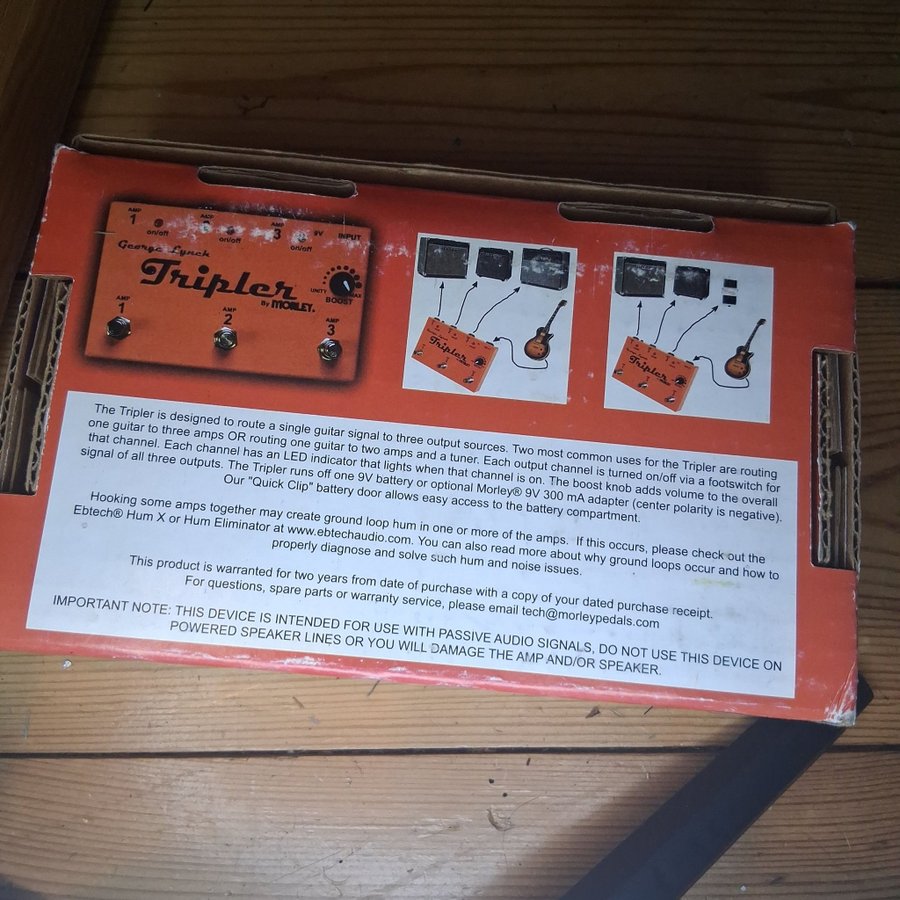 AMP AMP AMP
1 2 3 9V INPUT
on/off on/off on/off
George Lynch
Tripler
By MORLEY.
UNITY MAX
BOOST
AMP AMP AMP
1 2 3
Tripler
Tripler
The Tripler is designed to route a single guitar signal to three output sources. Two most common uses for the Tripler are routing
one guitar to three amps OR routing one guitar to two amps and a tuner. Each output channel is turned on/off via a footswitch for
that channel. Each channel has an LED indicator that lights when that channel is on. The boost knob adds volume to the overall
signal of all three outputs. The Tripler runs off one 9V battery or optional Morley® 9V 300 mA adapter (center polarity is negative).
Our "Quick Clip" battery door allows easy access to the battery compartment.
Hooking some amps together may create ground loop hum in one or more of the amps. If this occurs, please check out the
Ebtech® Hum X or Hum Eliminator at www.ebtechaudio.com. You can also read more about why ground loops occur and how to
properly diagnose and solve such hum and noise issues.
This product is warranted for two years from date of purchase with a copy of your dated purchase receipt.
For questions, spare parts or warranty service, please email tech@morleypedals.com
IMPORTANT NOTE: THIS DEVICE IS INTENDED FOR USE WITH PASSIVE AUDIO SIGNALS, DO NOT USE THIS DEVICE ON
POWERED SPEAKER LINES OR YOU WILL DAMAGE THE AMP AND/OR SPEAKER.